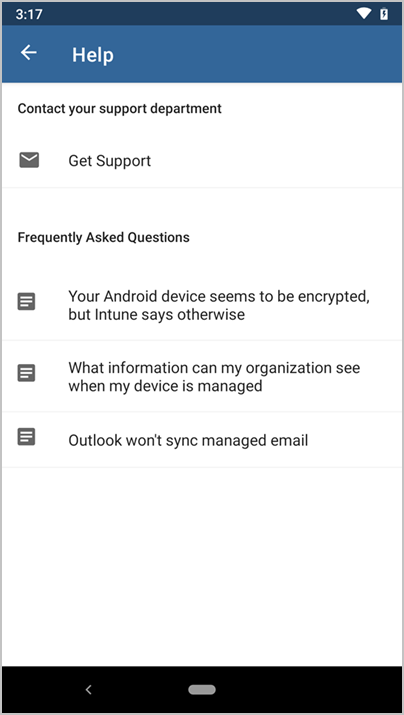 3:17
Help
Contact your support department
Get Support
Frequently Asked Questions
Your Android device seems to be encrypted,
but Intune says otherwise
What information can my organization see
when my device is managed
Outlook won't sync managed email